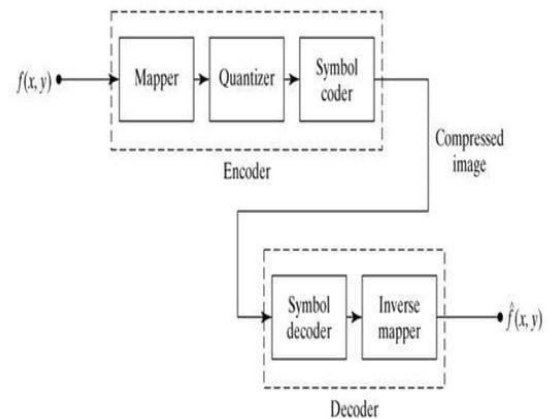 f(x, y)
Mapper
Quantizer
Symbol
coder
Encoder
Compressed
image
Symbol
decoder
Inverse
mapper
f̂(x, y)
Decoder